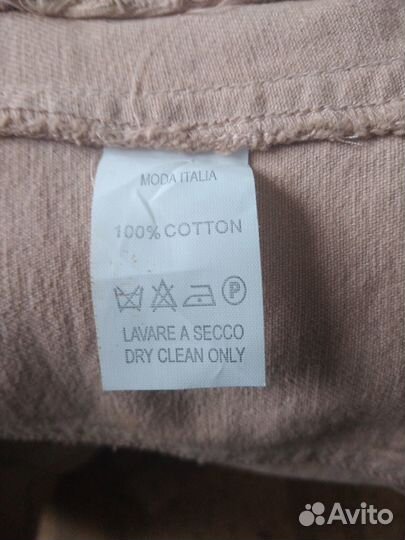 MODA ITALIA
100% COTTON
P
LAVARE A SECCO
DRY CLEAN ONLY
Avito